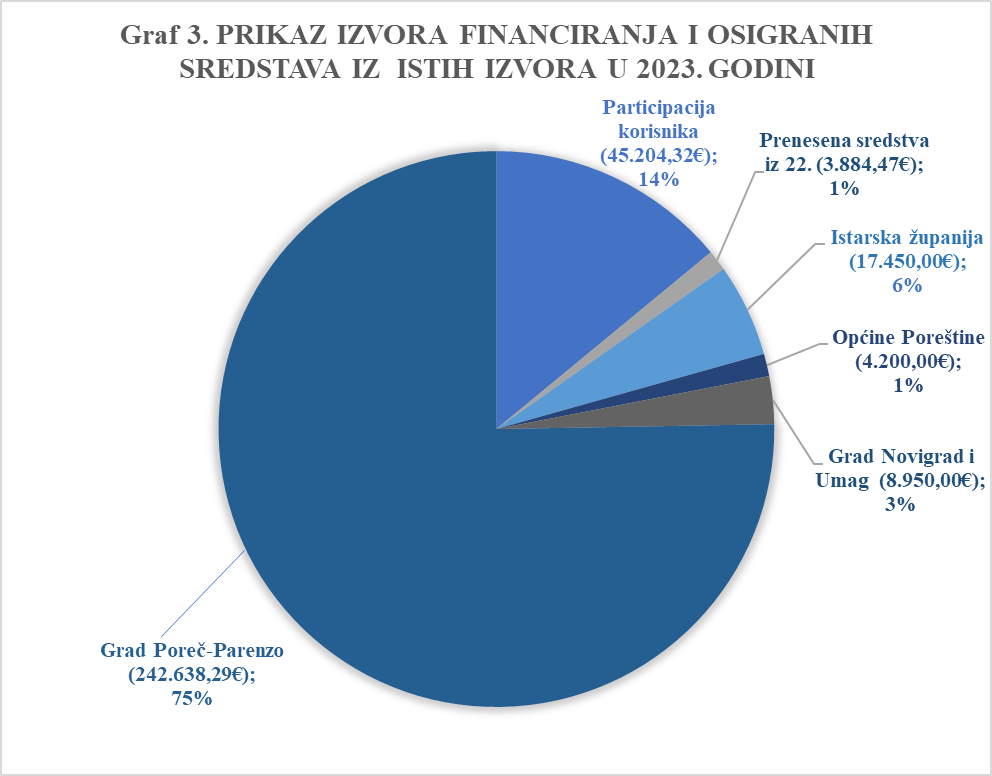 Graf 3. PRIKAZ IZVORA FINANCIRANJA I OSIGRANIH
SREDSTAVA IZ ISTIH IZVORA U 2023. GODINI
Participacija
korisnika
(45.204,32€);
14%
Prenesena sredstva
iz 22. (3.884,47€);
1%
Istarska županija
(17.450,00€);
6%
Općine Poreštine
(4.200,00€);
1%
Grad Novigrad i
Umag (8.950,00€);
3%
Grad Poreč-Parenzo
(242.638,29€);
75%